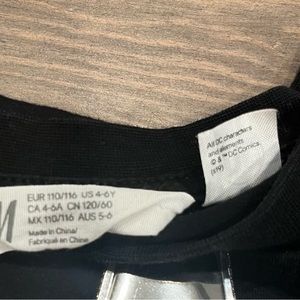 EUR 110/116 US 4-6Y
CA 4-6A CN 120/60
MX 110/116 AUS 5-6
Made in China/
Fabriqué en Chine
All DC characters
and elements
© & ™ DC Comics.
(s19)